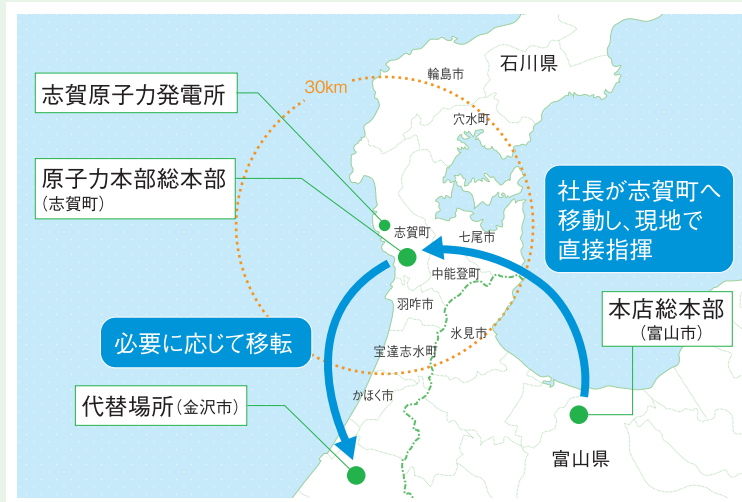 石川県
輪島市
30km
志賀原子力発電所
穴水町
原子力本部総本部
(志賀町)
社長が志賀町へ
移動し、現地で
直接指揮
志賀町
七尾市
中能登町
羽咋市
本店総本部
(富山市)
氷見市
必要に応じて移転
宝達志水町
かほく市
代替場所(金沢市)
富山県